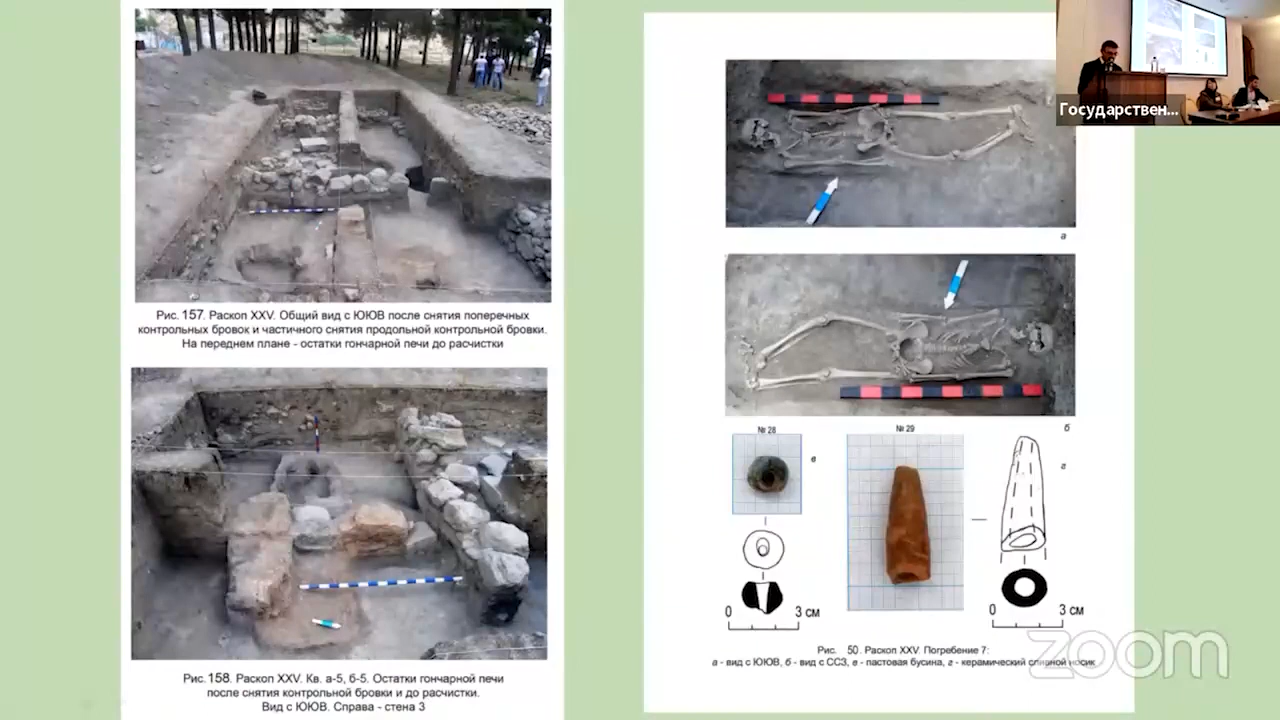 Рис. 157. Раскоп XXV. Общий вид с ЮЮВ после снятия поперечных
контрольных бровок и частичного снятия продольной контрольной бровки.
На переднем плане - остатки гончарной печи до расчистки
Рис. 158. Раскоп XXV. Кв. а-5, б-5. Остатки гончарной печи
после снятия контрольной бровки и до расчистки.
Вид с ЮЮВ. Справа - стена 3
Государствен...
а
б
№ 28
в
№ 29
г
0 3 см
0 3 см
Рис. 50. Раскоп XXV. Погребение 7:
а - вид с ЮЮВ, б - вид с ССЗ, в - пастовая бусина, г - керамический сливной носик
zoom